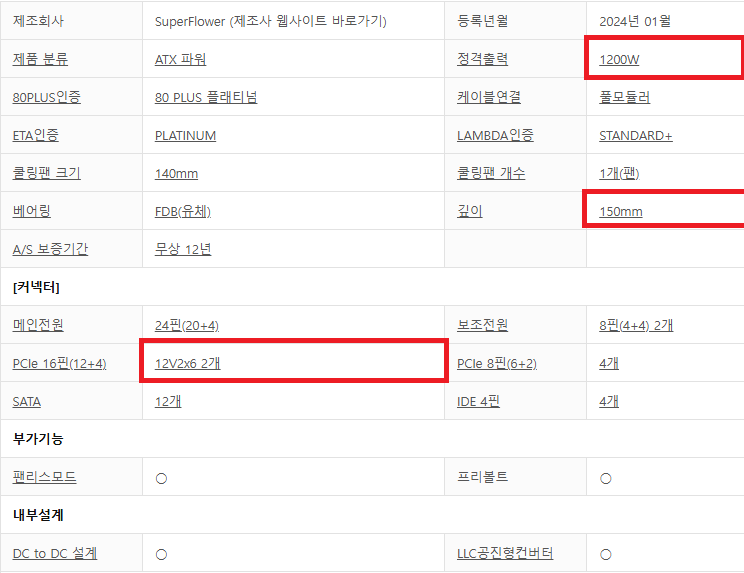 제조회사 SuperFlower (제조사 웹사이트 바로가기) 등록년월 2024년 01월
제품 분류 ATX 파워 정격출력 1200W
80PLUS인증 80 PLUS 플래티넘 케이블연결 풀모듈러
ETA인증 PLATINUM LAMBDA인증 STANDARD+
쿨링팬 크기 140mm 쿨링팬 개수 1개(팬)
베어링 FDB(유체) 깊이 150mm
A/S 보증기간 무상 12년
[커넥터]
메인전원 24핀(20+4) 보조전원 8핀(4+4) 2개
PCIe 16핀(12+4) 12V2x6 2개 PCIe 8핀(6+2) 4개
SATA 12개 IDE 4핀 4개
부가기능
팬리스모드 ○ 프리볼트 ○
내부설계
DC to DC 설계 ○ LLC공진형컨버터 ○